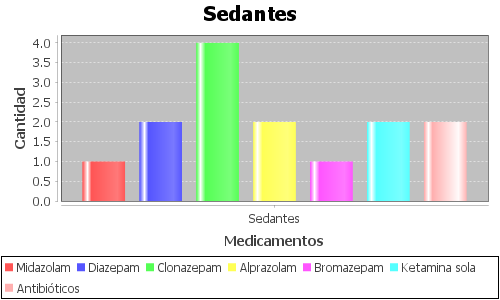 Sedantes
Cantidad
4.0
3.5
3.0
2.5
2.0
1.5
1.0
0.5
0.0
Sedantes
Medicamentos
Midazolam Diazepam Clonazepam Alprazolam Bromazepam Ketamina sola
Antibióticos